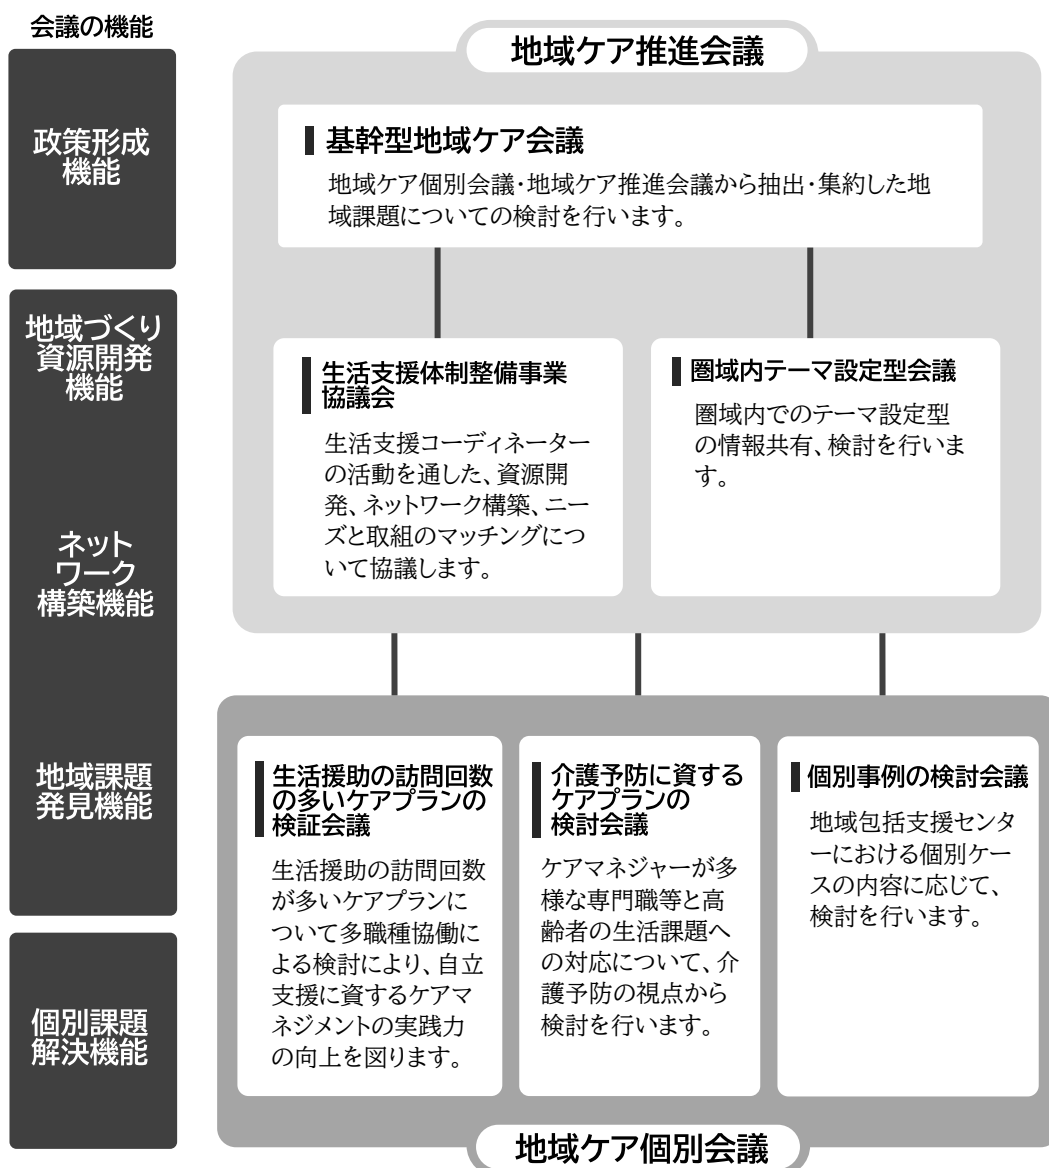 会議の機能
政策形成
機能
地域づくり
資源開発
機能
ネット
ワーク
構築機能
地域課題
発見機能
個別課題
解決機能
地域ケア推進会議
基幹型地域ケア会議
地域ケア個別会議・地域ケア推進会議から抽出・集約した地
域課題についての検討を行います。
生活支援体制整備事業
協議会
生活支援コーディネーター
の活動を通した、資源開
発、ネットワーク構築、ニー
ズと取組のマッチングにつ
いて協議します。
圏域内テーマ設定型会議
圏域内でのテーマ設定型
の情報共有、検討を行いま
す。
生活援助の訪問回数
の多いケアプランの
検証会議
生活援助の訪問回数
が多いケアプランに
ついて多職種協働に
よる検討により、自立
支援に資するケアマ
ネジメントの実践力
の向上を図ります。
介護予防に資する
ケアプランの
検討会議
ケアマネジャーが多
様な専門職等と高
齢者の生活課題へ
の対応について、介
護予防の視点から
検討を行います。
個別事例の検討会議
地域包括支援センタ
ーにおける個別ケー
スの内容に応じて、
検討を行います。
地域ケア個別会議